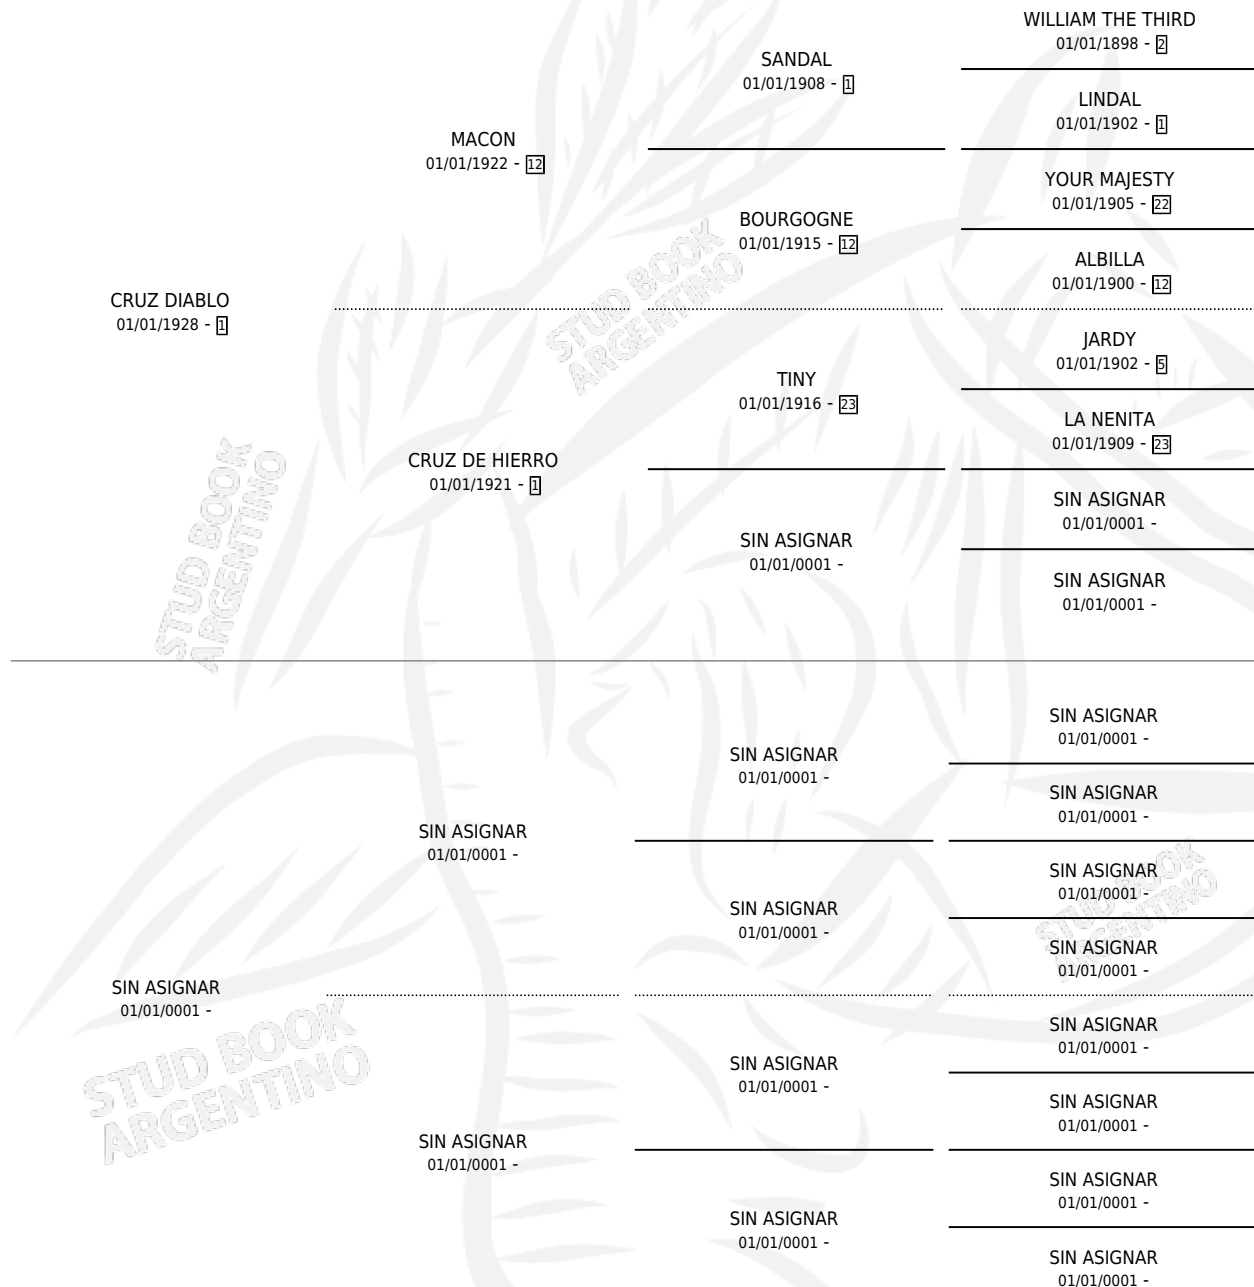 WILLIAM THE THIRD
01/01/1898 - 2
SANDAL
01/01/1908 - 1
LINDAL
01/01/1902 - 1
MACON
01/01/1922 - 12
YOUR MAJESTY
01/01/1905 - 22
BOURGOGNE
01/01/1915 - 12
ALBILLA
01/01/1900 - 12
CRUZ DIABLO
01/01/1928 - 1
STUD BOOK
ARGENTINO
JARDY
01/01/1902 - 5
TINY
01/01/1916 - 23
LA NENITA
01/01/1909 - 23
CRUZ DE HIERRO
01/01/1921 - 1
SIN ASIGNAR
01/01/0001 -
SIN ASIGNAR
01/01/0001 -
SIN ASIGNAR
01/01/0001 -
STUD BOOK
ARGENTINO
SIN ASIGNAR
01/01/0001 -
SIN ASIGNAR
01/01/0001 -
SIN ASIGNAR
01/01/0001 -
SIN ASIGNAR
01/01/0001 -
SIN ASIGNAR
01/01/0001 -
SIN ASIGNAR
01/01/0001 -
SIN ASIGNAR
01/01/0001 -
STUD BOOK
ARGENTINO
SIN ASIGNAR
01/01/0001 -
SIN ASIGNAR
01/01/0001 -
STUD BOOK
ARGENTINO
SIN ASIGNAR
01/01/0001 -
SIN ASIGNAR
01/01/0001 -
SIN ASIGNAR
01/01/0001 -
SIN ASIGNAR
01/01/0001 -
SIN ASIGNAR
01/01/0001 -
SIN ASIGNAR
01/01/0001 -
SIN ASIGNAR
01/01/0001 -